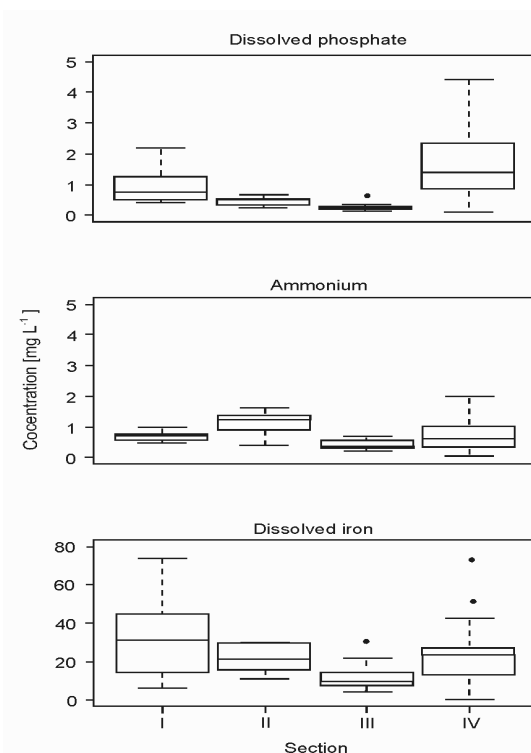 Dissolved phosphate
5
4
3
2
1
0
Ammonium
5
4
3
2
1
0
Cocentration [mg L-1]
Dissolved iron
80
60
40
20
0
I II III IV
Section